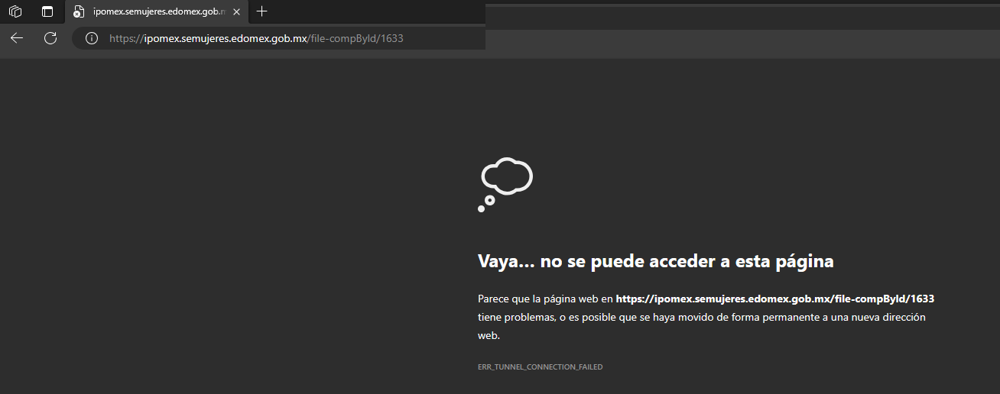 ipomex.semujeres.edomex.gob.m
https://ipomex.semujeres.edomex.gob.mx/file-compById/1633
Vaya… no se puede acceder a esta página
Parece que la página web en https://ipomex.semujeres.edomex.gob.mx/file-compById/1633
tiene problemas, o es posible que se haya movido de forma permanente a una nueva dirección
web.
ERR_TUNNEL_CONNECTION_FAILED